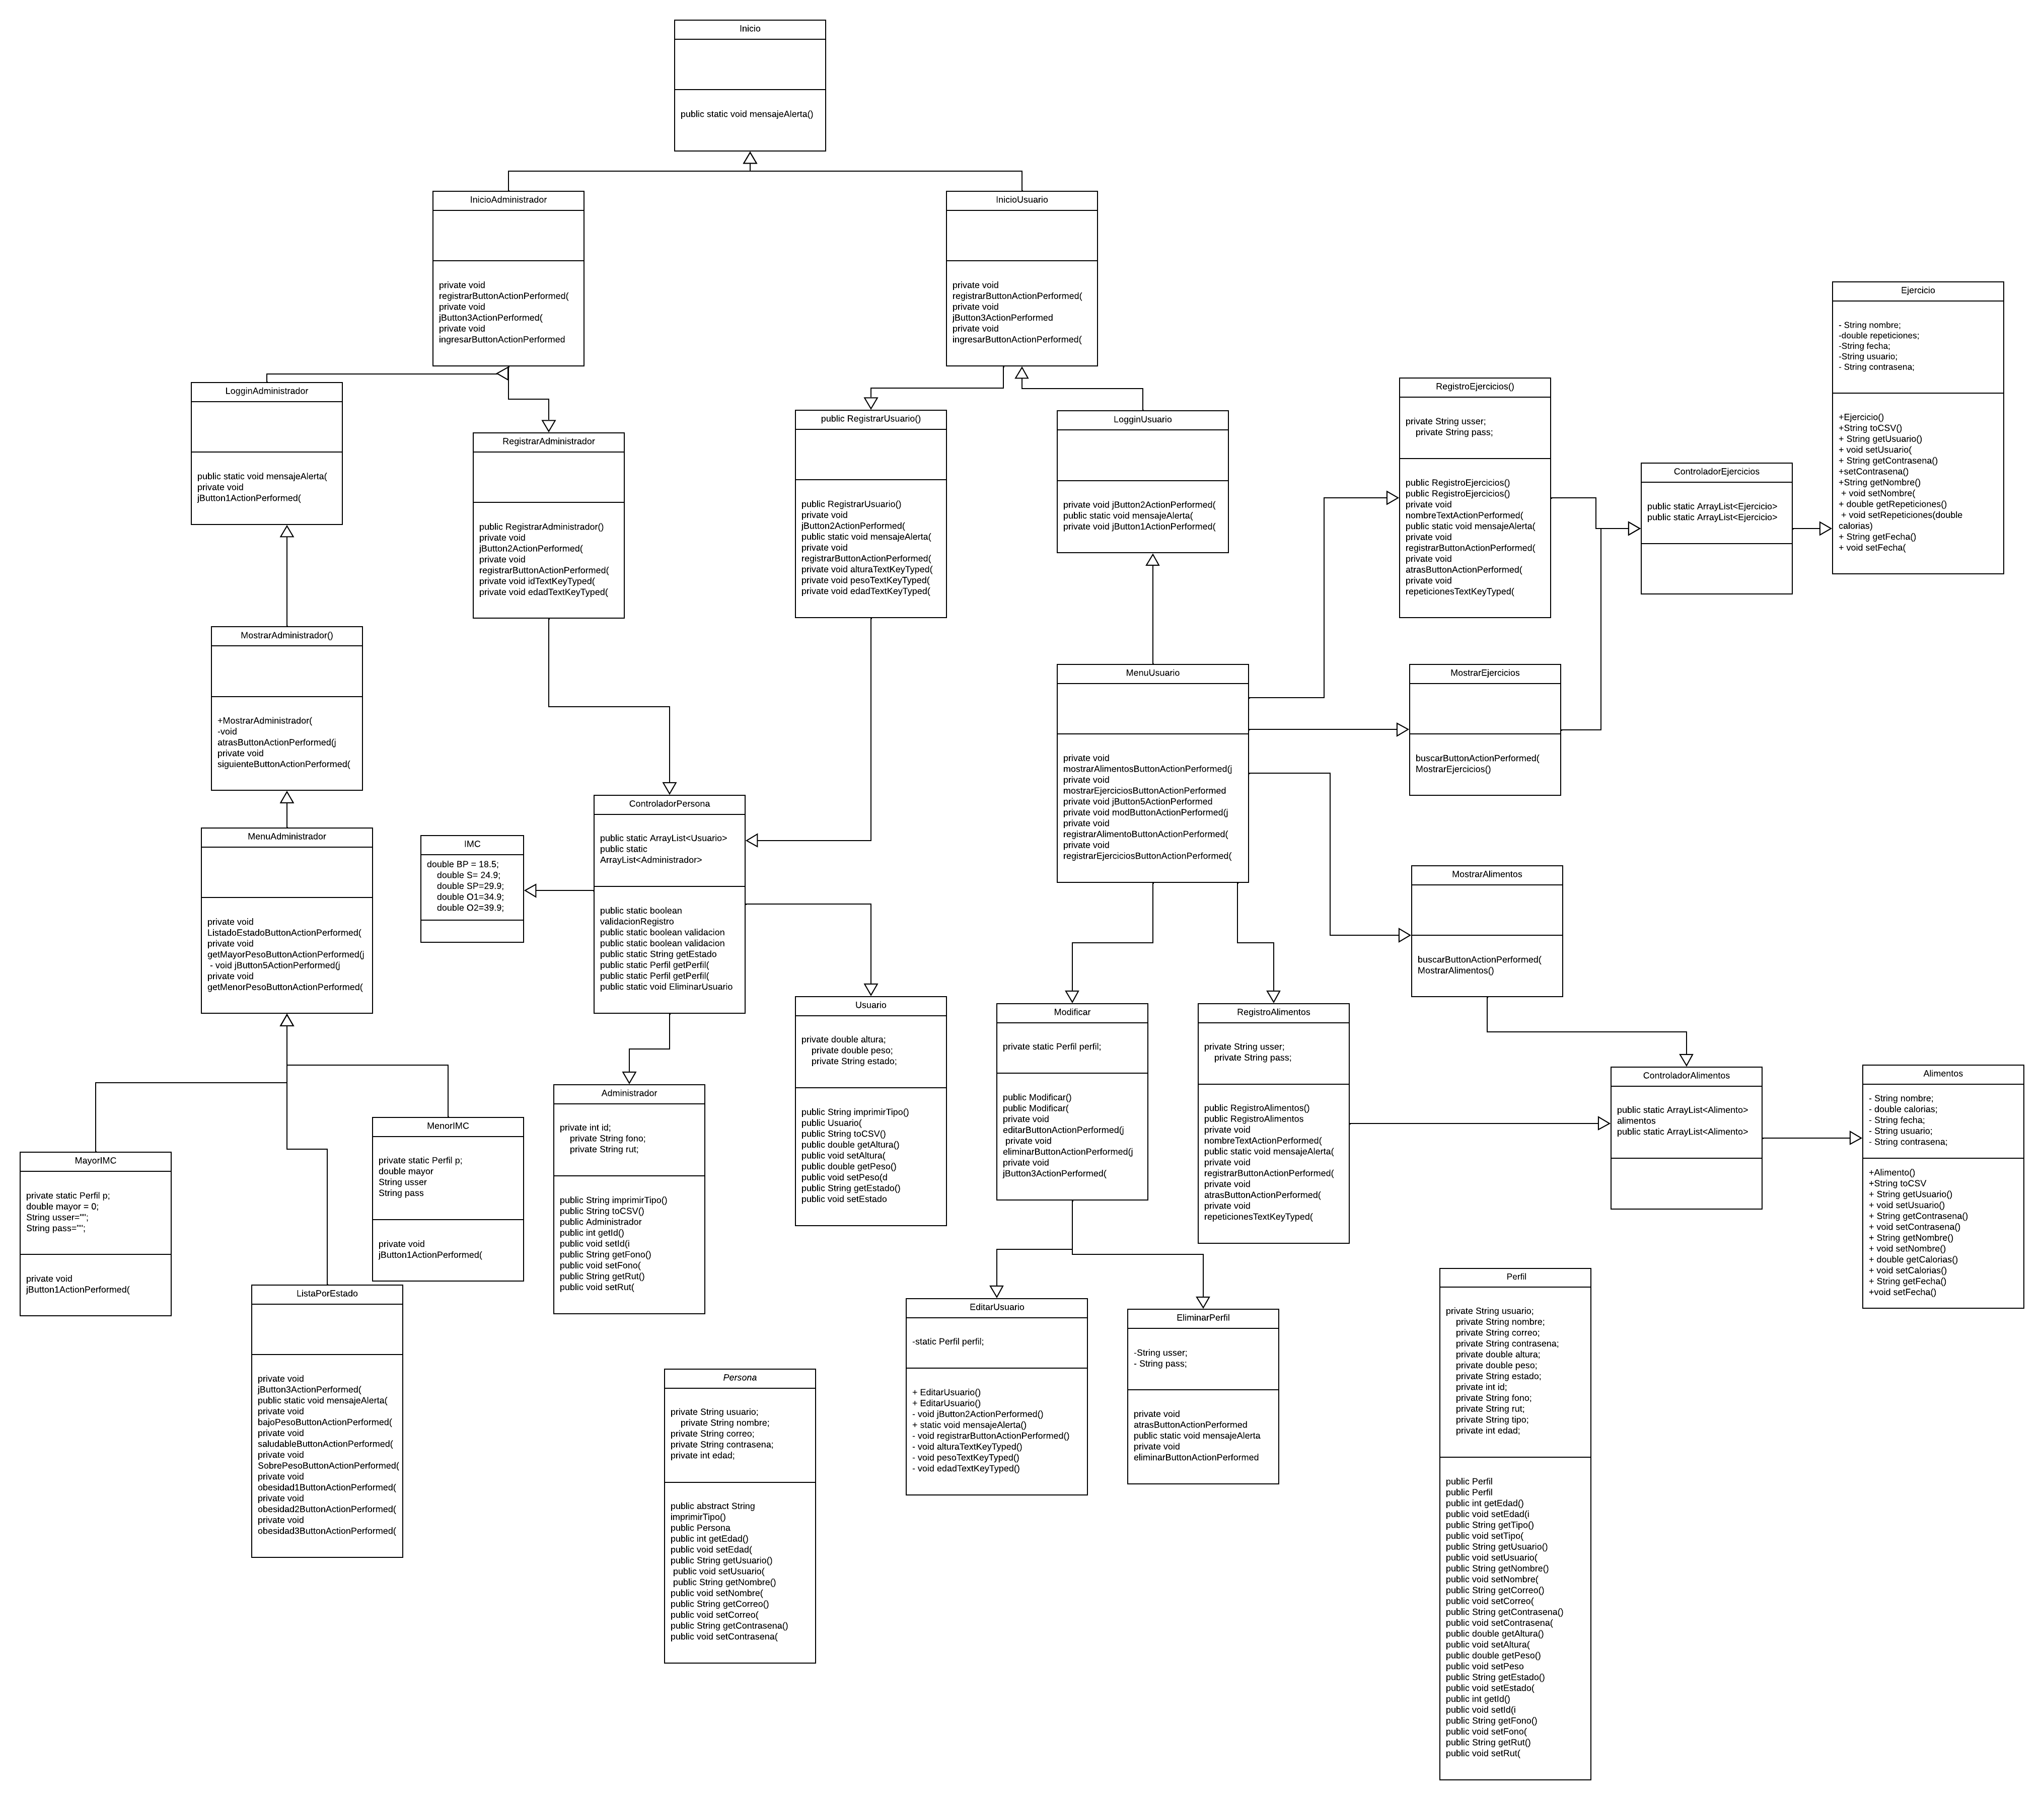 Inicio
public static void mensajeAlerta()
InicioAdministrador
private void
registrarButtonActionPerformed(
private void
jButton3ActionPerformed(
private void
ingresarButtonActionPerformed
InicioUsuario
private void
registrarButtonActionPerformed(
private void
jButton3ActionPerformed
private void
ingresarButtonActionPerformed(
Ejercicio
- String nombre;
-double repeticiones;
-String fecha;
-String usuario;
- String contrasena;
+Ejercicio()
+String toCSV()
+ String getUsuario()
+ void setUsuario(
+ String getContrasena()
+setContrasena()
+String getNombre()
+ void setNombre(
+ double getRepeticiones()
+ void setRepeticiones(double
calorias)
+ String getFecha()
+ void setFecha(
LogginAdministrador
public static void mensajeAlerta(
private void
jButton1ActionPerformed(
RegistrarAdministrador
public RegistrarAdministrador()
private void
jButton2ActionPerformed(
private void
registrarButtonActionPerformed(
private void idTextKeyTyped(
private void edadTextKeyTyped(
public RegistrarUsuario()
public RegistrarUsuario()
private void
jButton2ActionPerformed(
public static void mensajeAlerta(
private void
registrarButtonActionPerformed(
private void alturaTextKeyTyped(
private void pesoTextKeyTyped(
private void edadTextKeyTyped(
LogginUsuario
private void jButton2ActionPerformed(
public static void mensajeAlerta(
private void jButton1ActionPerformed(
RegistroEjercicios()
private String usser;
private String pass;
public RegistroEjercicios()
public RegistroEjercicios()
private void
nombreTextActionPerformed(
public static void mensajeAlerta(
private void
registrarButtonActionPerformed(
private void
atrasButtonActionPerformed(
private void
repeticionesTextKeyTyped(
ControladorEjercicios
public static ArrayList<Ejercicio>
public static ArrayList<Ejercicio>
MostrarAdministrador()
+MostrarAdministrador(
-void
atrasButtonActionPerformed(j
private void
siguienteButtonActionPerformed(
MenuUsuario
private void
mostrarAlimentosButtonActionPerformed(j
private void
mostrarEjerciciosButtonActionPerformed
private void jButton5ActionPerformed
private void modButtonActionPerformed(j
private void
registrarAlimentoButtonActionPerformed(
private void
registrarEjerciciosButtonActionPerformed(
MostrarEjercicios
buscarButtonActionPerformed(
MostrarEjercicios()
MenuAdministrador
private void
ListadoEstadoButtonActionPerformed(
private void
getMayorPesoButtonActionPerformed(j
- void jButton5ActionPerformed(j
private void
getMenorPesoButtonActionPerformed(
IMC
double BP = 18.5;
double S= 24.9;
double SP=29.9;
double O1=34.9;
double O2=39.9;
ControladorPersona
public static ArrayList<Usuario>
public static
ArrayList<Administrador>
public static boolean
validacionRegistro
public static boolean validacion
public static boolean validacion
public static String getEstado
public static Perfil getPerfil(
public static Perfil getPerfil(
public static void EliminarUsuario
MostrarAlimentos
buscarButtonActionPerformed(
MostrarAlimentos()
Usuario
private double altura;
private double peso;
private String estado;
public String imprimirTipo()
public Usuario(
public String toCSV()
public double getAltura()
public void setAltura(
public double getPeso()
public void setPeso(d
public String getEstado()
public void setEstado
Modificar
private static Perfil perfil;
public Modificar()
public Modificar(
private void
editarButtonActionPerformed(j
private void
eliminarButtonActionPerformed(j
private void
jButton3ActionPerformed(
RegistroAlimentos
private String usser;
private String pass;
public RegistroAlimentos()
public RegistroAlimentos
private void
nombreTextActionPerformed(
public static void mensajeAlerta(
private void
registrarButtonActionPerformed(
private void
atrasButtonActionPerformed(
private void
repeticionesTextKeyTyped(
ControladorAlimentos
public static ArrayList<Alimento>
alimentos
public static ArrayList<Alimento>
Alimentos
- String nombre;
- double calorias;
- String fecha;
- String usuario;
- String contrasena;
+Alimento()
+String toCSV
+ String getUsuario()
+ void setUsuario()
+ String getContrasena()
+ void setContrasena()
+ String getNombre()
+ void setNombre()
+ double getCalorias()
+ void setCalorias()
+ String getFecha()
+void setFecha()
Administrador
private int id;
private String fono;
private String rut;
public String imprimirTipo()
public String toCSV()
public Administrador
public int getId()
public void setId(i
public String getFono()
public void setFono(
public String getRut()
public void setRut(
MenorIMC
private static Perfil p;
double mayor
String usser
String pass
private void
jButton1ActionPerformed(
MayorIMC
private static Perfil p;
double mayor = 0;
String usser="";
String pass="";
private void
jButton1ActionPerformed(
ListaPorEstado
private void
jButton3ActionPerformed(
public static void mensajeAlerta(
private void
bajoPesoButtonActionPerformed(
private void
saludableButtonActionPerformed(
private void
SobrePesoButtonActionPerformed(
private void
obesidad1ButtonActionPerformed(
private void
obesidad2ButtonActionPerformed(
private void
obesidad3ButtonActionPerformed(
EditarUsuario
-static Perfil perfil;
+ EditarUsuario()
+ EditarUsuario()
- void jButton2ActionPerformed()
+ static void mensajeAlerta()
- void registrarButtonActionPerformed()
- void alturaTextKeyTyped()
- void pesoTextKeyTyped()
- void edadTextKeyTyped()
EliminarPerfil
-String usser;
- String pass;
private void
atrasButtonActionPerformed
public static void mensajeAlerta
private void
eliminarButtonActionPerformed
Perfil
private String usuario;
private String nombre;
private String correo;
private String contrasena;
private double altura;
private double peso;
private String estado;
private int id;
private String fono;
private String rut;
private String tipo;
private int edad;
public Perfil
public Perfil
public int getEdad()
public void setEdad(i
public String getTipo()
public void setTipo(
public String getUsuario()
public void setUsuario(
public String getNombre()
public void setNombre(
public String getCorreo()
public void setCorreo(
public String getContrasena()
public void setContrasena(
public double getAltura()
public void setAltura(
public double getPeso()
public void setPeso
public String getEstado()
public void setEstado(
public int getId()
public void setId(i
public String getFono()
public void setFono(
public String getRut()
public void setRut(
Persona
private String usuario;
private String nombre;
private String correo;
private String contrasena;
private int edad;
public abstract String
imprimirTipo()
public Persona
public int getEdad()
public void setEdad(
public String getUsuario()
public void setUsuario(
public String getNombre()
public void setNombre(
public String getCorreo()
public void setCorreo(
public String getContrasena()
public void setContrasena(